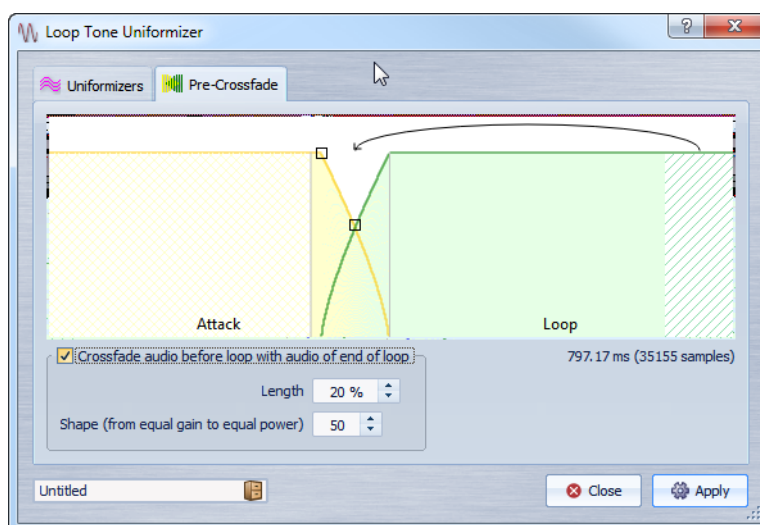 Loop Tone Uniformizer
Uniformizers
Pre-Crossfade
Attack
Loop
Crossfade audio before loop with audio of end of loop
797.17 ms (35155 samples)
Length 20 %
Shape (from equal gain to equal power) 50
Untitled
Close
Apply